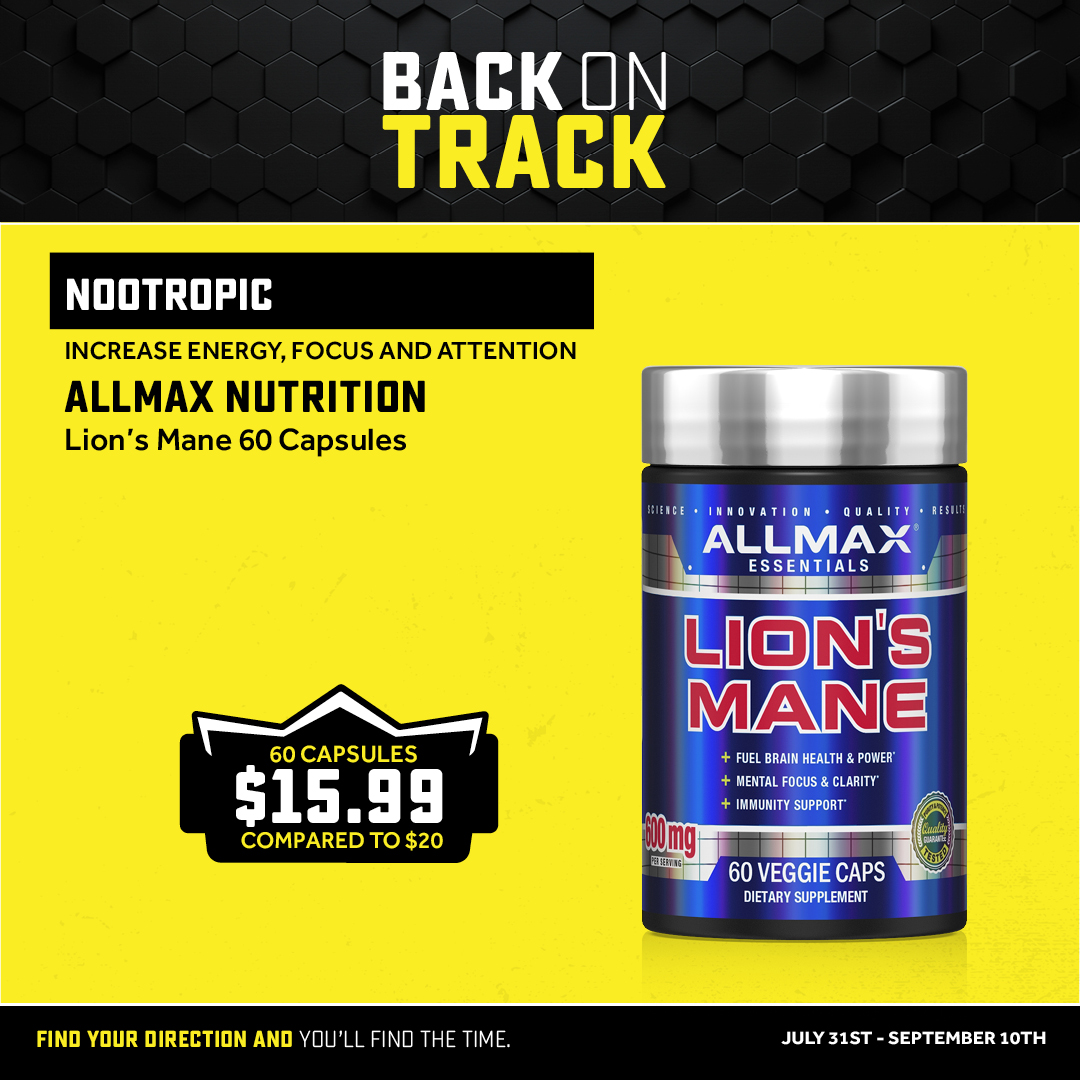 BACK ON
TRACK
NOOTROPIC
INCREASE ENERGY, FOCUS AND ATTENTION
ALLMAX NUTRITION
Lion's Mane 60 Capsules
SCIENCE • INNOVATION • QUALITY • RESULTS
ALLMAX®
ESSENTIALS
LION'S
MANE
+ FUEL BRAIN HEALTH & POWER*
+ MENTAL FOCUS & CLARITY*
+ IMMUNITY SUPPORT*
600 mg
PER SERVING
Quality
GUARANTEE
TESTED
60 VEGGIE CAPS
DIETARY SUPPLEMENT
60 CAPSULES
$15.99
COMPARED TO $20
FIND YOUR DIRECTION AND YOU'LL FIND THE TIME.
JULY 31ST - SEPTEMBER 10TH